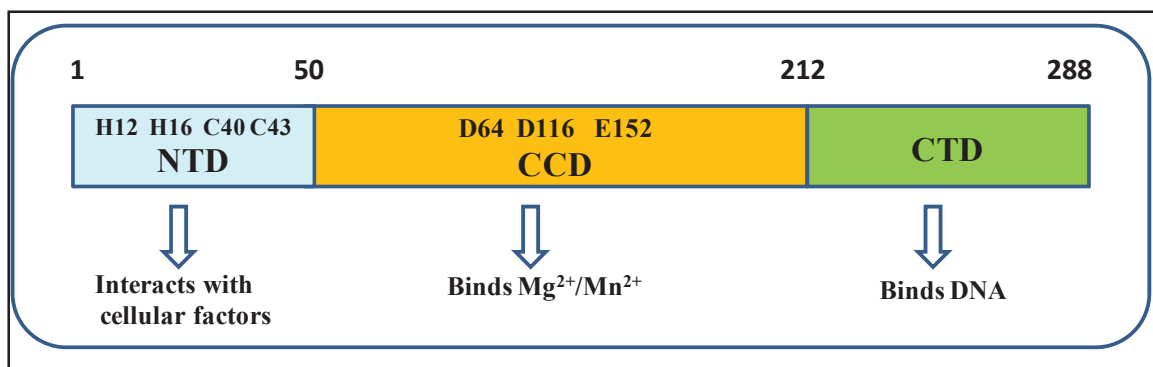 1 50 212 288
H12 H16 C40 C43 D64 D116 E152
NTD CCD CTD
Interacts with cellular factors
Binds Mg²⁺/Mn²⁺
Binds DNA